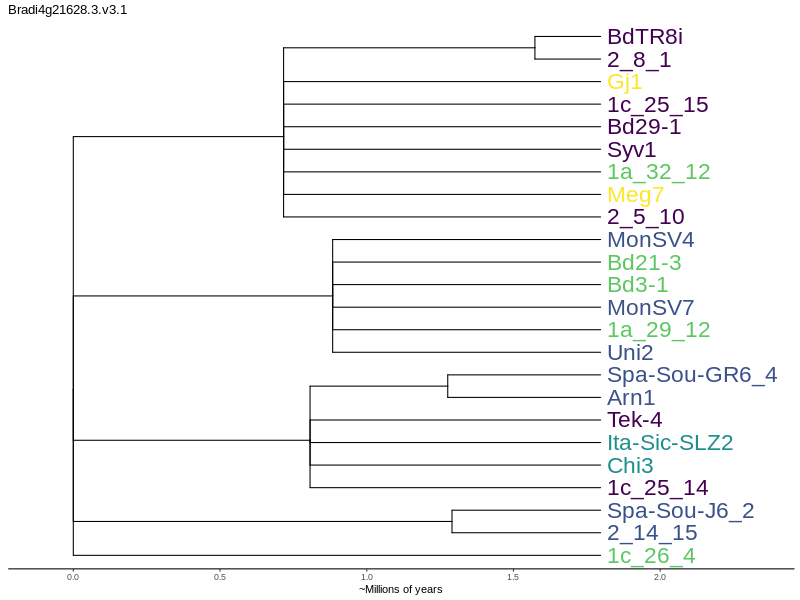 Bradi4g21628.3.v3.1
BdTR8i
2_8_1
Gj1
1c_25_15
Bd29-1
Syv1
1a_32_12
Meg7
2_5_10
MonSV4
Bd21-3
Bd3-1
MonSV7
1a_29_12
Uni2
Spa-Sou-GR6_4
Arn1
Tek-4
Ita-Sic-SLZ2
Chi3
1c_25_14
Spa-Sou-J6_2
2_14_15
1c_26_4
0.0 0.5 1.0 1.5 2.0
~Millions of years